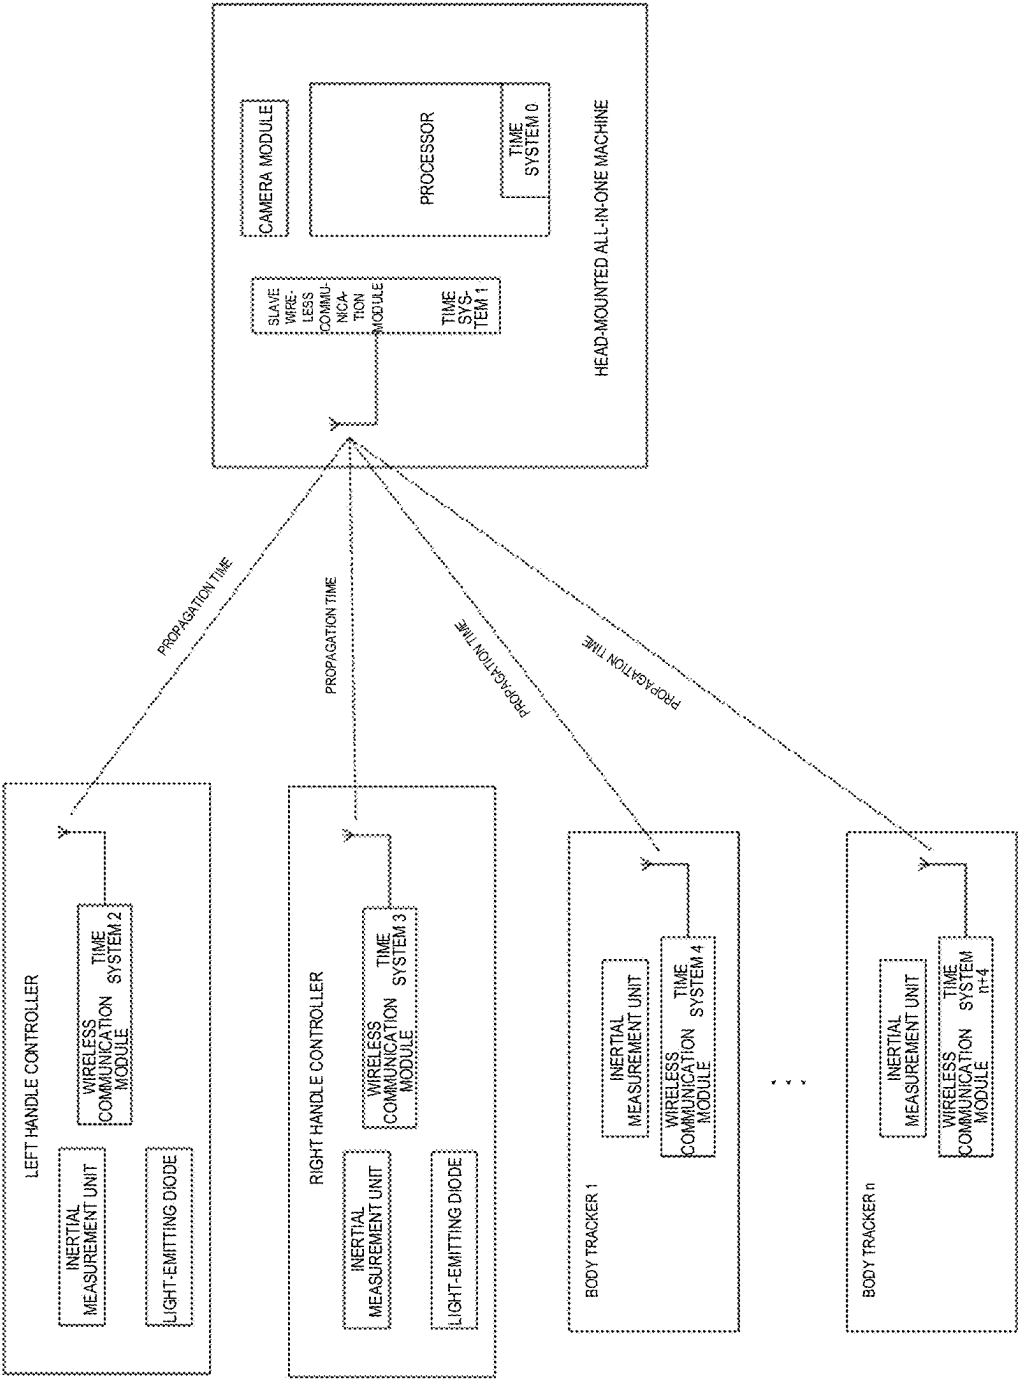 HEAD-MOUNTED ALL-IN-ONE MACHINE
CAMERA MODULE
PROCESSOR
TIME
SYSTEM 0
SLAVE
WIRE-
LESS
COMMU-
NICA-
TION
MODULE
TIME
SYS-
TEM 1
PROPAGATION TIME
PROPAGATION TIME
PROPAGATION TIME
PROPAGATION TIME
LEFT HANDLE CONTROLLER
INERTIAL
MEASUREMENT UNIT
LIGHT-EMITTING DIODE
WIRELESS
COMMUNICATION
MODULE
TIME
SYSTEM 2
RIGHT HANDLE CONTROLLER
INERTIAL
MEASUREMENT UNIT
LIGHT-EMITTING DIODE
WIRELESS
COMMUNICATION
MODULE
TIME
SYSTEM 3
BODY TRACKER 1
INERTIAL
MEASUREMENT UNIT
WIRELESS
COMMUNICATION
MODULE
TIME
SYSTEM 4
. . .
BODY TRACKER n
INERTIAL
MEASUREMENT UNIT
WIRELESS
COMMUNICATION
MODULE
TIME
SYSTEM
n+4